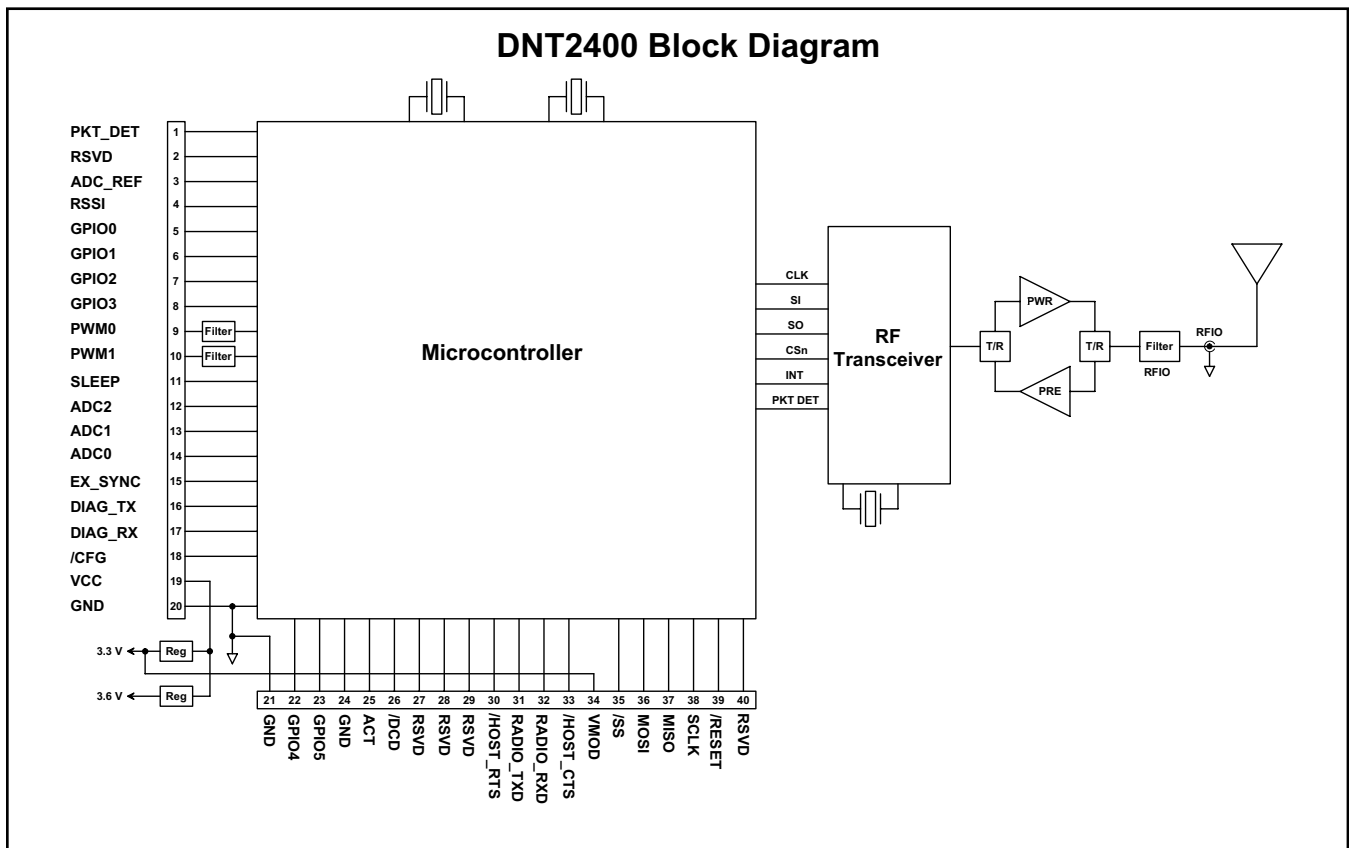 DNT2400 Block Diagram
PKT_DET 1
RSVD 2
ADC_REF 3
RSSI 4
GPIO0 5
GPIO1 6
GPIO2 7
GPIO3 8
PWM0 9 Filter
PWM1 10 Filter
SLEEP 11
ADC2 12
ADC1 13
ADC0 14
EX_SYNC 15
DIAG_TX 16
DIAG_RX 17
/CFG 18
VCC 19
GND 20
Microcontroller
CLK
SI
SO
CSn
INT
PKT DET
RF
Transceiver
T/R
PWR
PRE
T/R
Filter
RFIO
RFIO
3.3 V Reg
3.6 V Reg
21 GND
22 GPIO4
23 GPIO5
24 GND
25 ACT
26 /DCD
27 RSVD
28 RSVD
29 RSVD
30 /HOST_RTS
31 RADIO_TXD
32 RADIO_RXD
33 /HOST_CTS
34 VMOD
35 /SS
36 MOSI
37 MISO
38 SCLK
39 /RESET
40 RSVD